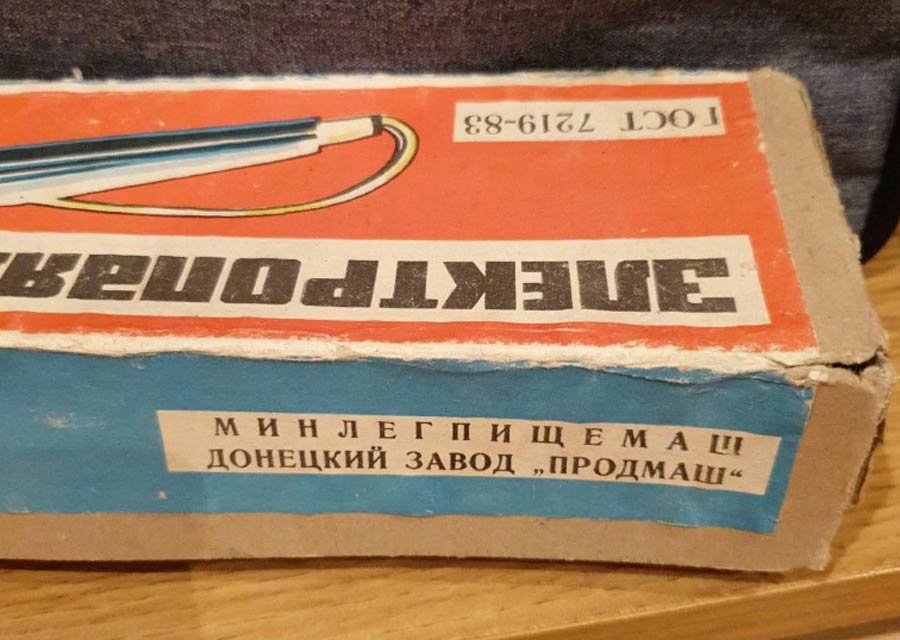 ГОСТ 7219-83
ЭЛЕКТРОПАЯ
МИНЛЕГПИЩЕМАШ
ДОНЕЦКИЙ ЗАВОД „ПРОДМАШ“